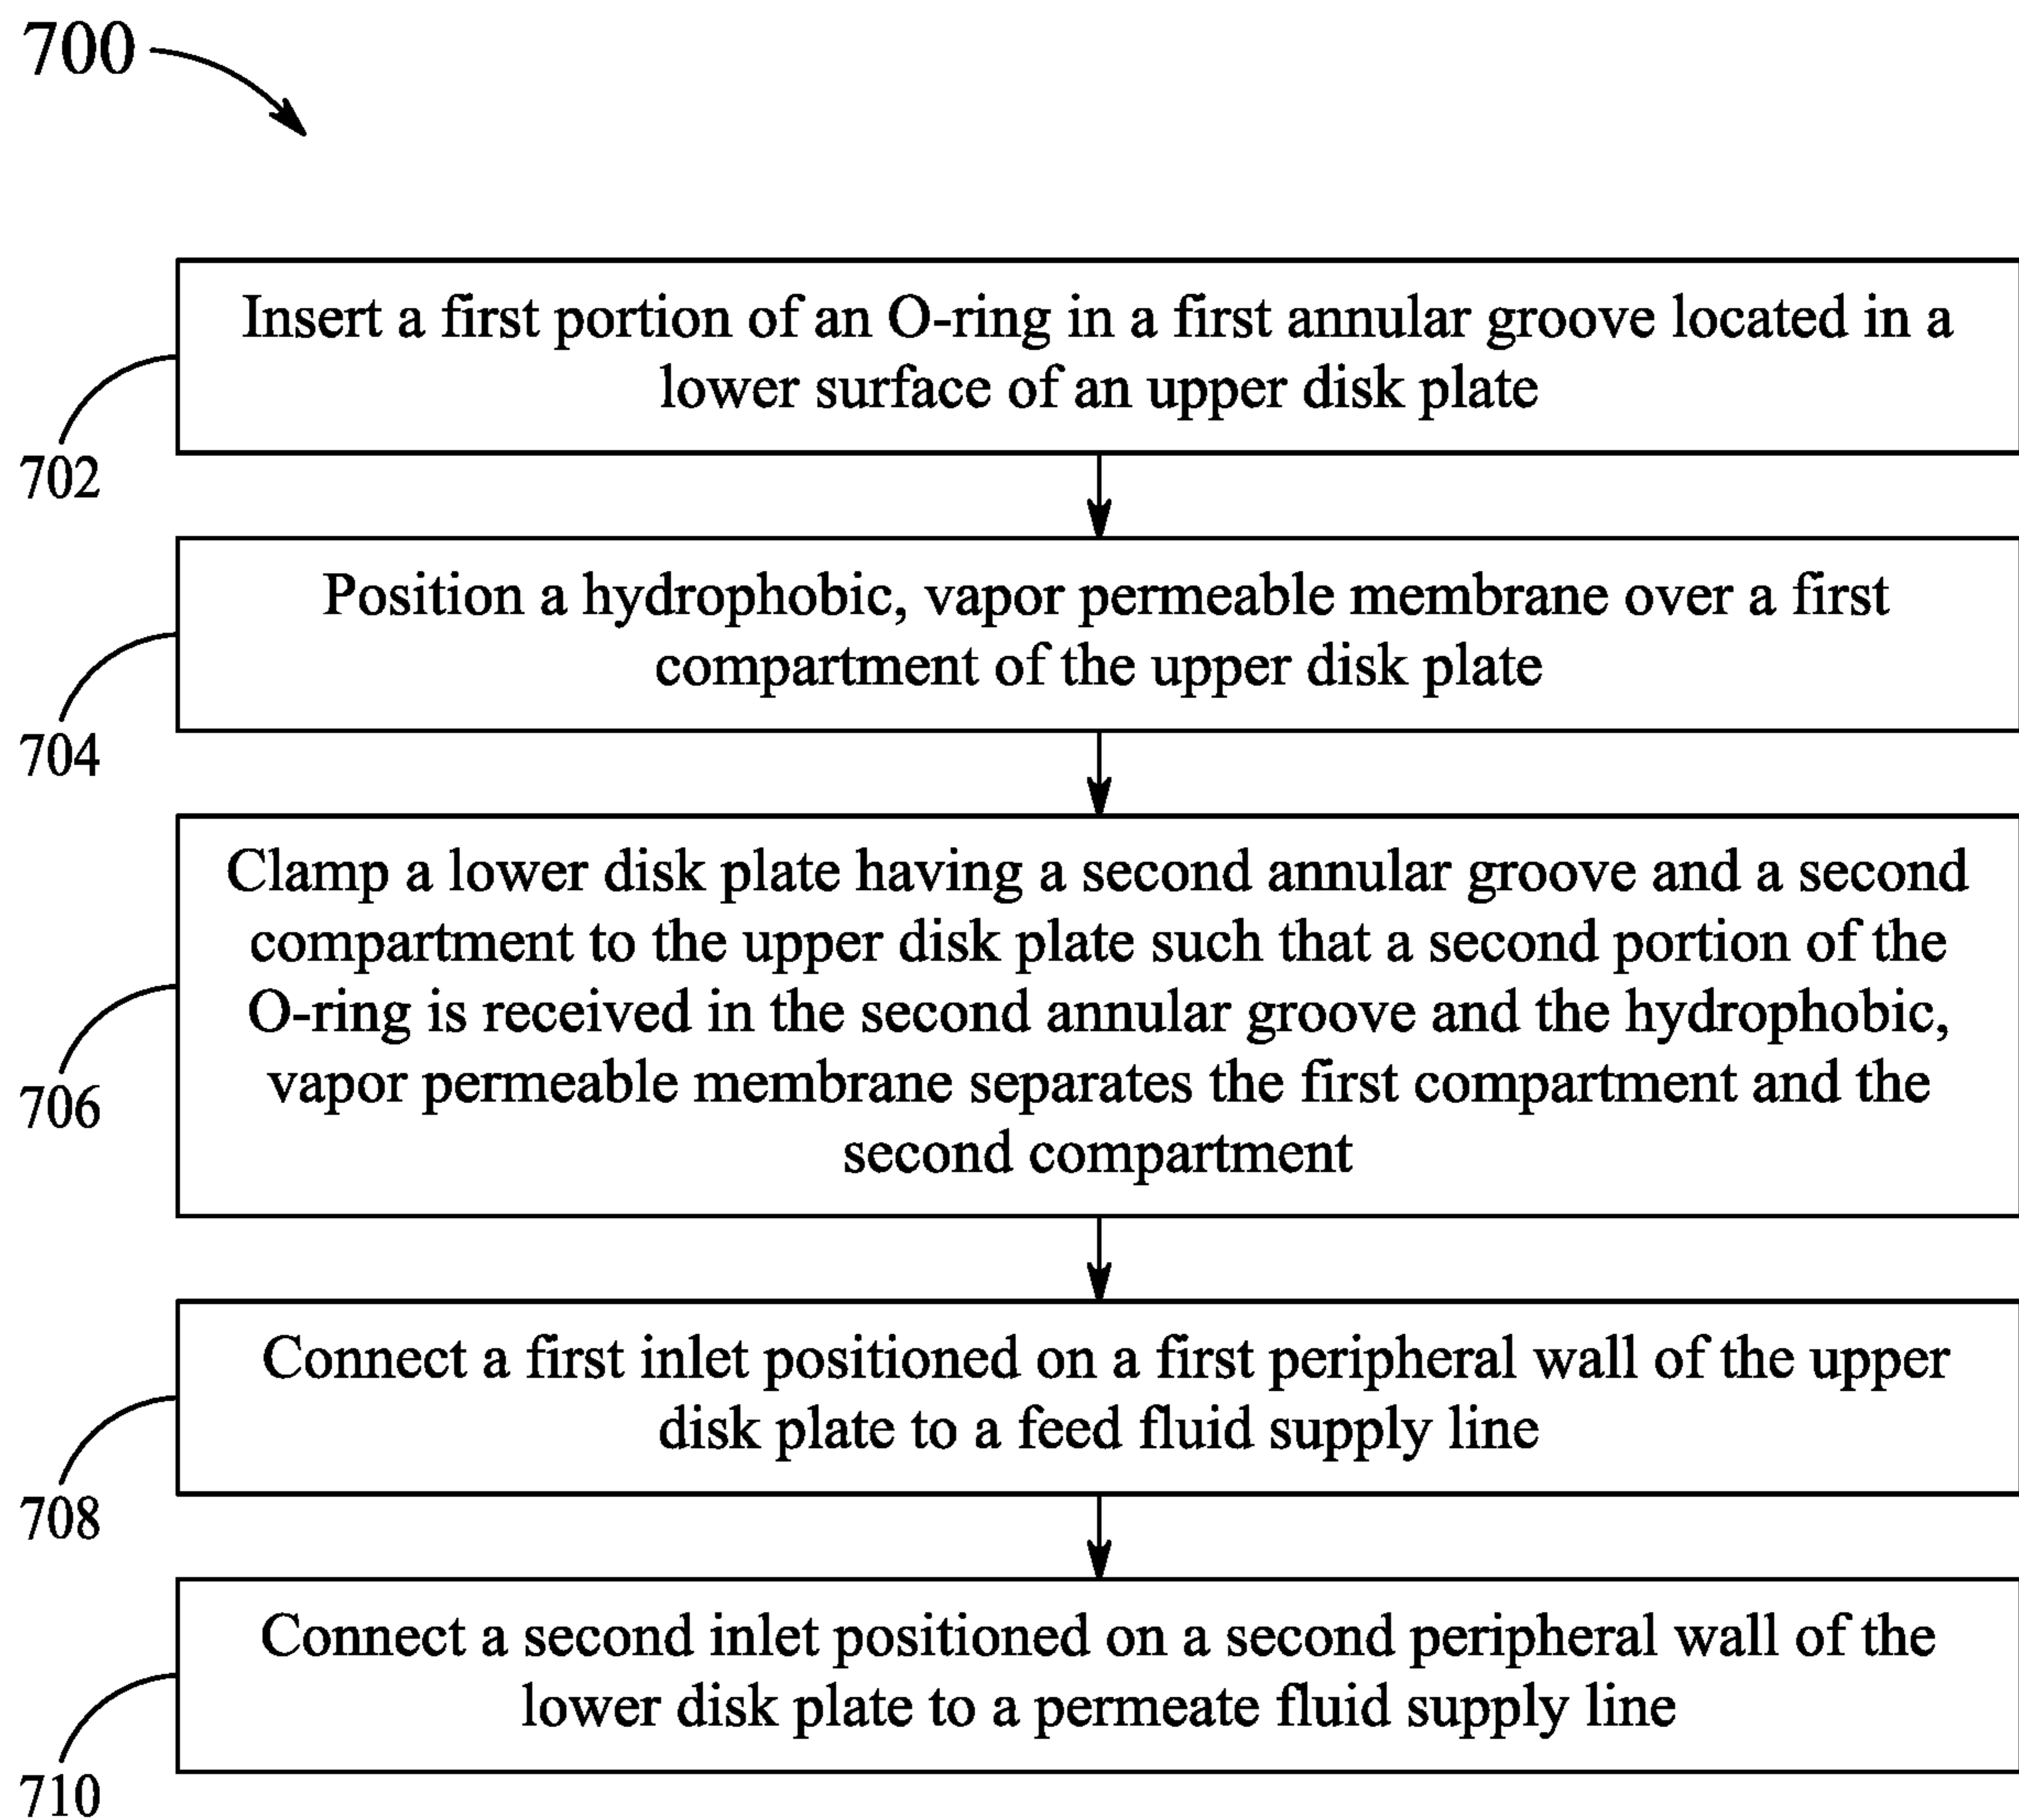 700
Insert a first portion of an O-ring in a first annular groove located in a
lower surface of an upper disk plate
702
Position a hydrophobic, vapor permeable membrane over a first
compartment of the upper disk plate
704
Clamp a lower disk plate having a second annular groove and a second
compartment to the upper disk plate such that a second portion of the
O-ring is received in the second annular groove and the hydrophobic,
vapor permeable membrane separates the first compartment and the
second compartment
706
Connect a first inlet positioned on a first peripheral wall of the upper
disk plate to a feed fluid supply line
708
Connect a second inlet positioned on a second peripheral wall of the
lower disk plate to a permeate fluid supply line
710